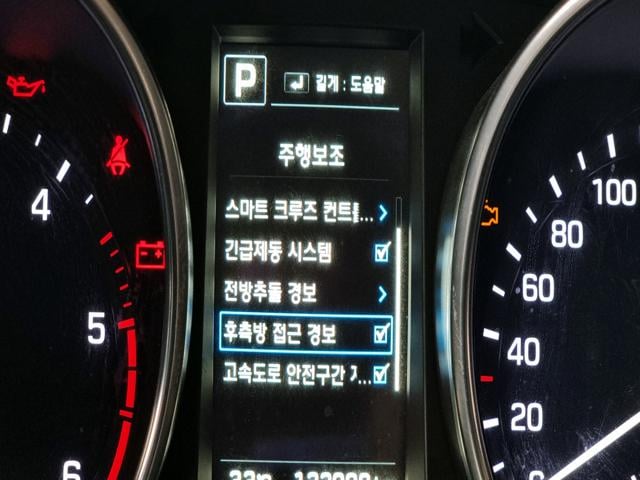 P
길게 : 도움말
주행보조
스마트 크루즈 컨트롤...
긴급제동 시스템
전방추돌 경보
후측방 접근 경보
고속도로 안전구간 자...
4
5
6
100
80
60
40
20